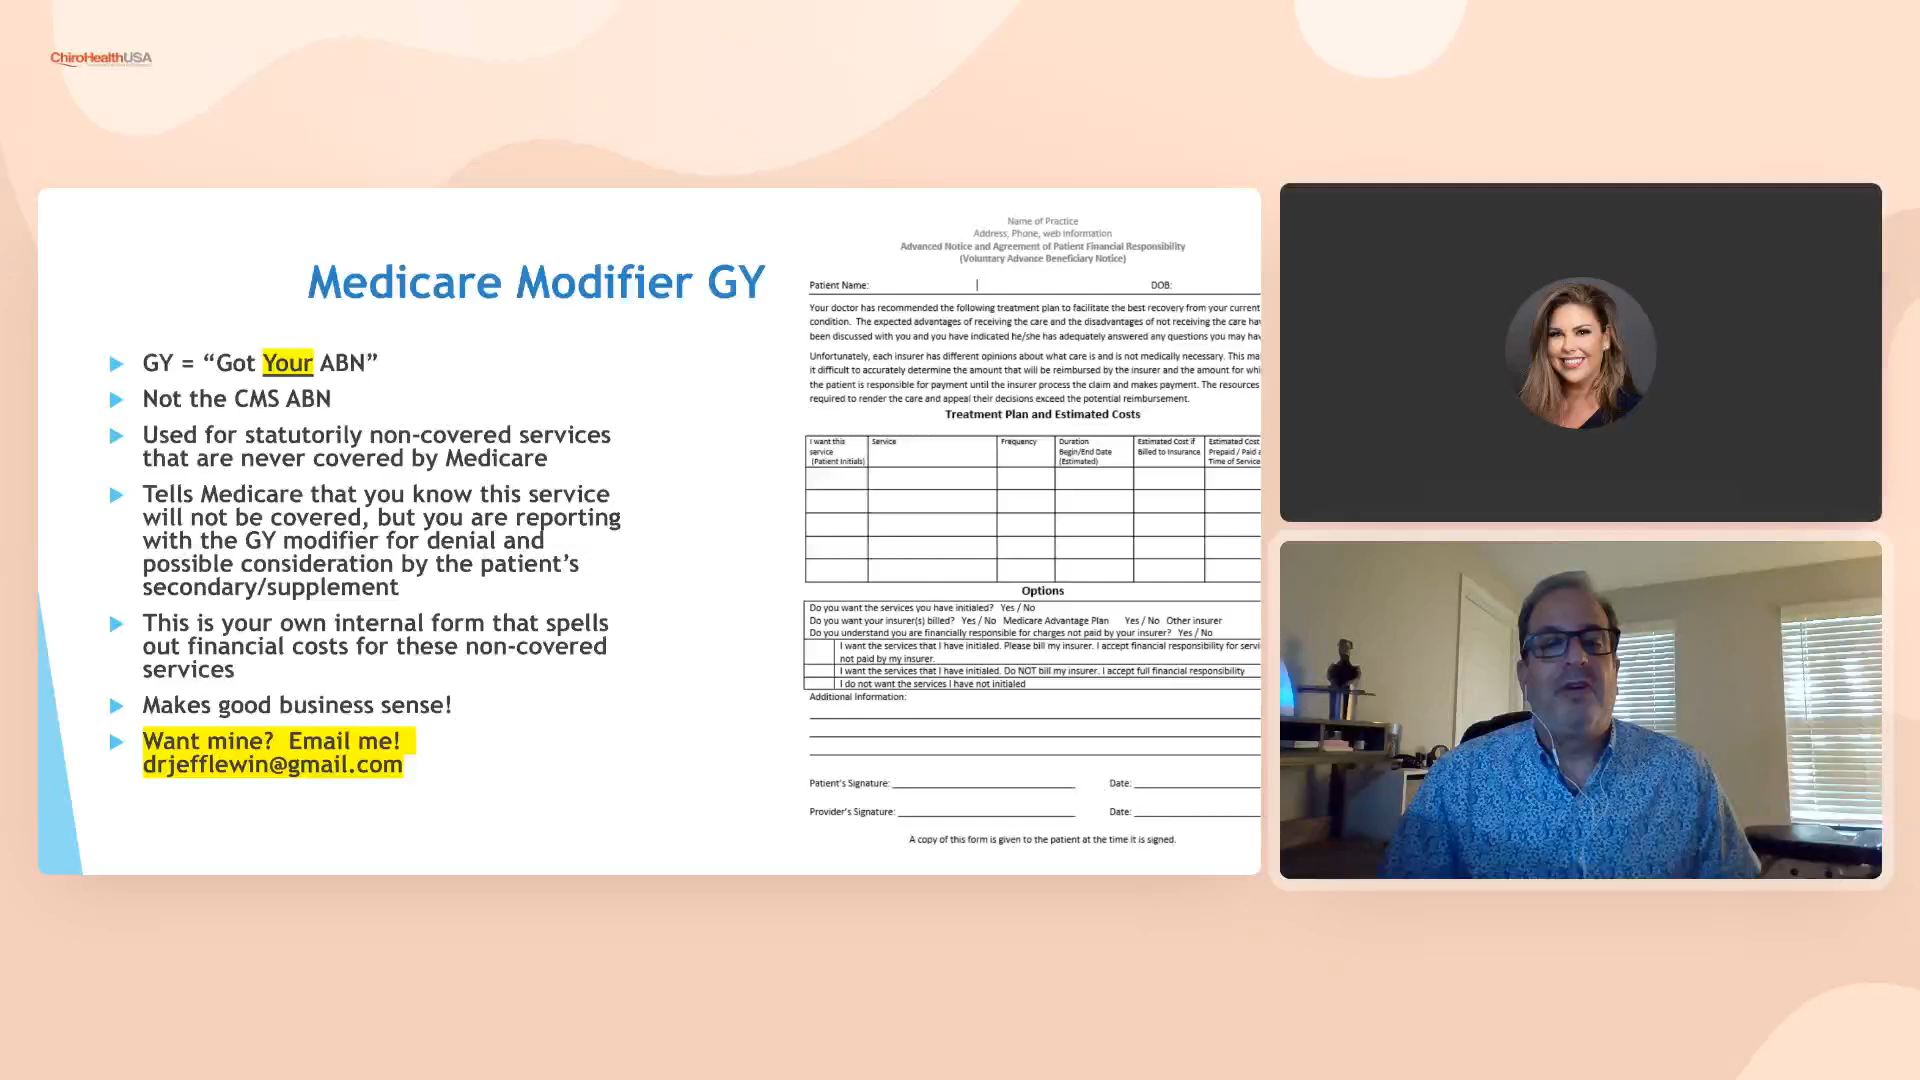 ChiroHealthUSA
Medicare Modifier GY
GY = “Got Your ABN”
Not the CMS ABN
Used for statutorily non-covered services
that are never covered by Medicare
Tells Medicare that you know this service
will not be covered, but you are reporting
with the GY modifier for denial and
possible consideration by the patient’s
secondary/supplement
This is your own internal form that spells
out financial costs for these non-covered
services
Makes good business sense!
Want mine?  Email me!
drjefflewin@gmail.com
Name of Practice
Address, Phone, web information
Advanced Notice and Agreement of Patient Financial Responsibility
(Voluntary Advance Beneficiary Notice)
Patient Name: DOB:
Your doctor has recommended the following treatment plan to facilitate the best recovery from your current
condition. The expected advantages of receiving the care and the disadvantages of not receiving the care ha
been discussed with you and you have indicated he/she has adequately answered any questions you may ha
Unfortunately, each insurer has different opinions about what care is and is not medically necessary. This ma
it difficult to accurately determine the amount that will be reimbursed by the insurer and the amount for whi
the patient is responsible for payment until the insurer process the claim and makes payment. The resources
required to render the care and appeal their decisions exceed the potential reimbursement.
Treatment Plan and Estimated Costs
I want this
service
(Patient Initials)
Service
Frequency
Duration
Begin/End Date
(Estimated)
Estimated Cost if
Billed to Insurance
Estimated Cost
Prepaid / Paid
Time of Service
Options
Do you want the services you have initialed? Yes / No
Do you want your insurer(s) billed? Yes / No Medicare Advantage Plan Yes / No Other insurer
Do you understand you are financially responsible for charges not paid by your insurer? Yes / No
I want the services that I have initialed. Please bill my insurer. I accept financial responsibility for servi
not paid by my insurer.
I want the services that I have initialed. Do NOT bill my insurer. I accept full financial responsibility
I do not want the services I have not initialed
Additional Information:
Patient's Signature: Date:
Provider's Signature: Date:
A copy of this form is given to the patient at the time it is signed.